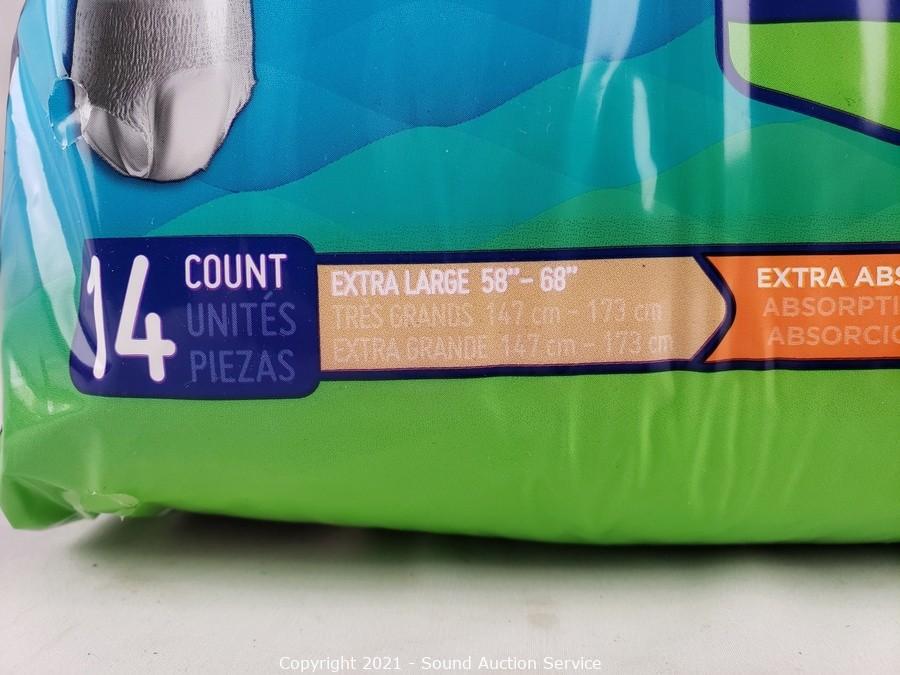 14
COUNT
UNITÉS
PIEZAS
EXTRA LARGE 58" – 68"
TRÈS GRANDS 147 cm – 173 cm
EXTRA GRANDE 147 cm – 173 cm
EXTRA ABS
ABSORPTI
ABSORCIO
Copyright 2021 - Sound Auction Service